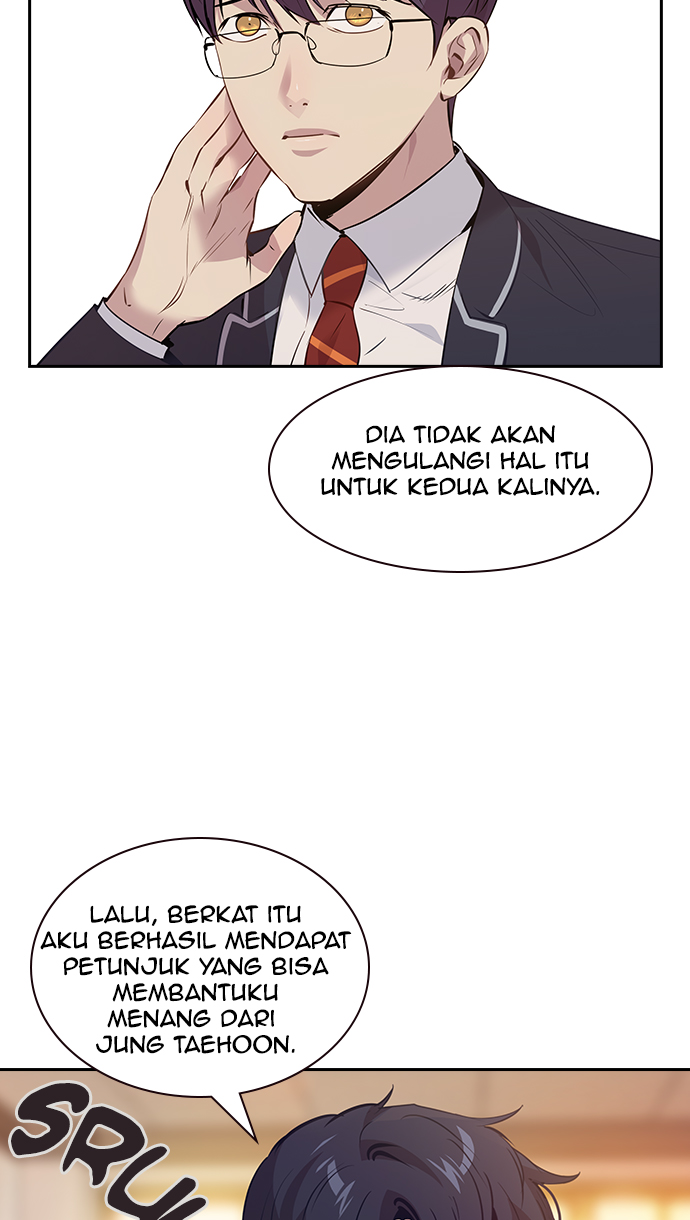 DIA TIDAK AKAN
MENGULANGI HAL ITU
UNTUK KEDUA KALINYA.
LALU, BERKAT ITU
AKU BERHASIL MENDAPAT
PETUNJUK YANG BISA
MEMBANTUKU
MENANG DARI
JUNG TAEHOON.